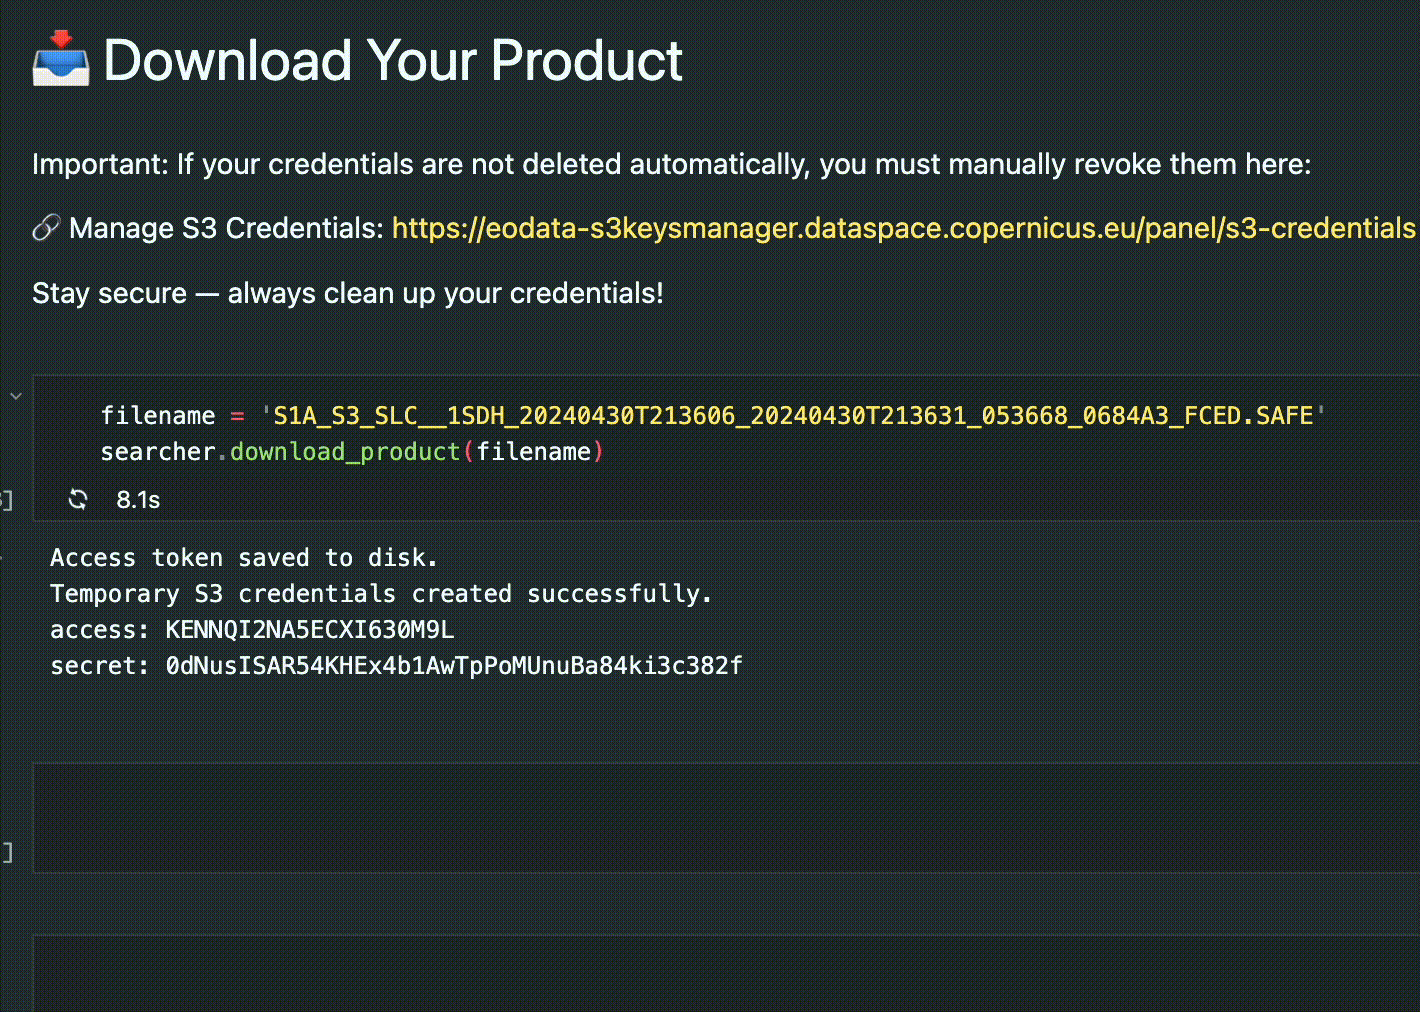 Download Your Product
Important: If your credentials are not deleted automatically, you must manually revoke them here:
Manage S3 Credentials: https://eodata-s3keysmanager.dataspace.copernicus.eu/panel/s3-credentials
Stay secure — always clean up your credentials!
filename = 'S1A_S3_SLC__1SDH_20240430T213606_20240430T213631_053668_0684A3_FCED.SAFE'
searcher.download_product(filename)
]
8.1s
Access token saved to disk.
Temporary S3 credentials created successfully.
access: KENNQI2NA5ECXI630M9L
secret: 0dNusISAR54KHEx4b1AwTpPoMUnuBa84ki3c382f
]